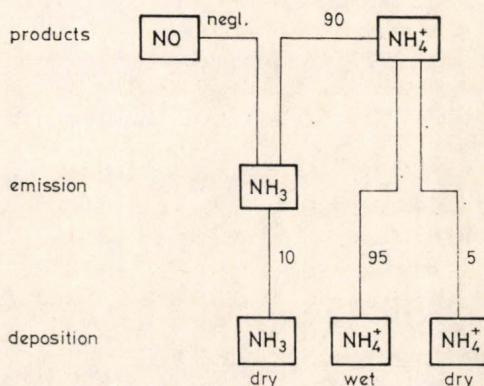 negl. 90
products NO NH₄⁺
emission NH₃
10 95 5
deposition NH₃ NH₄⁺ NH₄⁺
dry wet dry